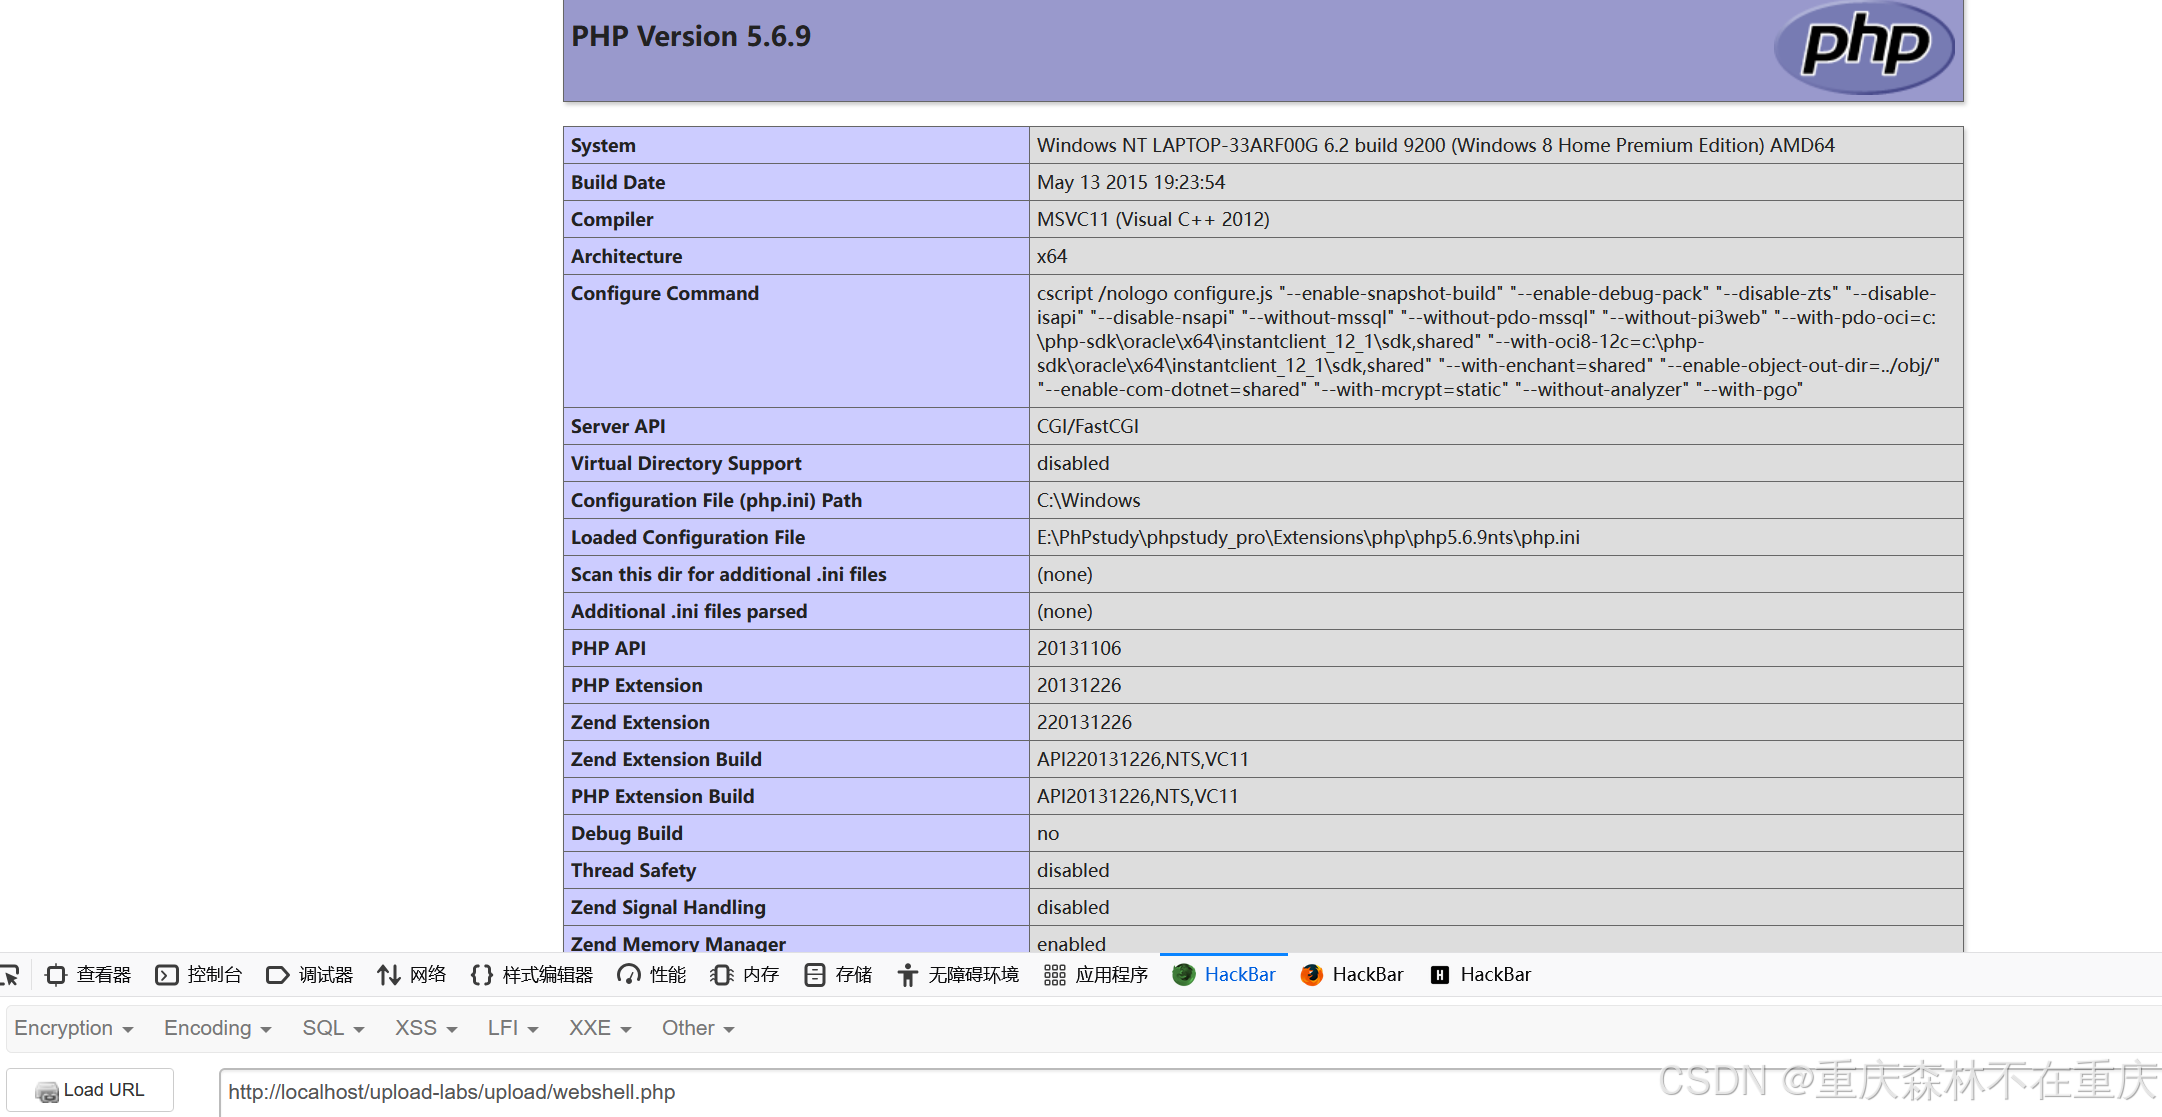 PHP Version 5.6.9
php
System Windows NT LAPTOP-33ARF00G 6.2 build 9200 (Windows 8 Home Premium Edition) AMD64
Build Date May 13 2015 19:23:54
Compiler MSVC11 (Visual C++ 2012)
Architecture x64
Configure Command cscript /nologo configure.js "--enable-snapshot-build" "--enable-debug-pack" "--disable-zts" "--disable-
isapi" "--disable-nsapi" "--without-mssql" "--without-pdo-mssql" "--without-pi3web" "--with-pdo-oci=c:
\php-sdk\oracle\x64\instantclient_12_1\sdk,shared" "--with-oci8-12c=c:\php-
sdk\oracle\x64\instantclient_12_1\sdk,shared" "--with-enchant=shared" "--enable-object-out-dir=../obj/"
"--enable-com-dotnet=shared" "--with-mcrypt=static" "--without-analyzer" "--with-pgo"
Server API CGI/FastCGI
Virtual Directory Support disabled
Configuration File (php.ini) Path C:\Windows
Loaded Configuration File E:\PhPstudy\phpstudy_pro\Extensions\php\php5.6.9nts\php.ini
Scan this dir for additional .ini files (none)
Additional .ini files parsed (none)
PHP API 20131106
PHP Extension 20131226
Zend Extension 220131226
Zend Extension Build API220131226,NTS,VC11
PHP Extension Build API20131226,NTS,VC11
Debug Build no
Thread Safety disabled
Zend Signal Handling disabled
Zend Memory Manager enabled
查看器 控制台 调试器 网络 样式编辑器 性能 内存 存储 无障碍环境 应用程序 HackBar HackBar HackBar
Encryption Encoding SQL XSS LFI XXE Other
Load URL http://localhost/upload-labs/upload/webshell.php
CSDN @重庆森林不在重庆